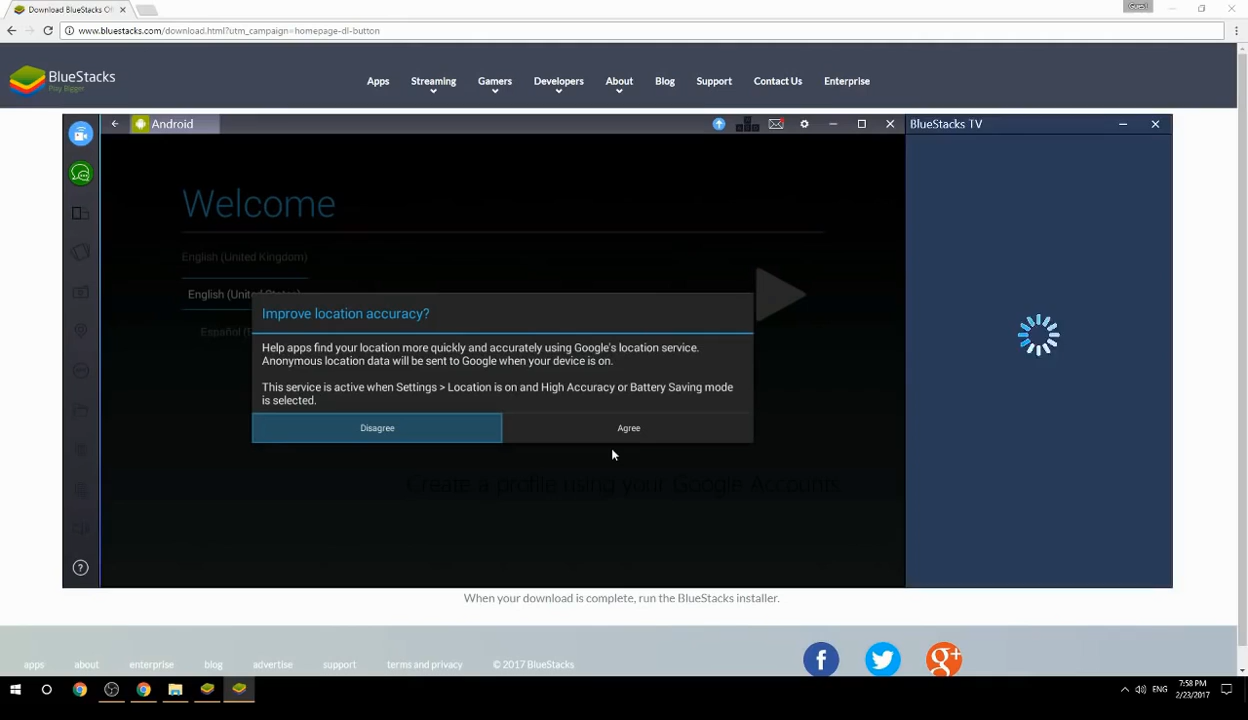 Download BlueStacks Of
Guest
www.bluestacks.com/download.html?utm_campaign=homepage-dl-button
BlueStacks
Play Bigger
Apps
Streaming
Gamers
Developers
About
Blog
Support
Contact Us
Enterprise
Android
BlueStacks TV
Welcome
English (United Kingdom)
English (United States)
Español (
Improve location accuracy?
Help apps find your location more quickly and accurately using Google's location service.
Anonymous location data will be sent to Google when your device is on.
This service is active when Settings > Location is on and High Accuracy or Battery Saving mode
is selected.
Disagree
Agree
Create a profile using your Google Accounts
?
When your download is complete, run the BlueStacks installer.
apps
about
enterprise
blog
advertise
support
terms and privacy
© 2017 BlueStacks
f
g+
ENG
7:58 PM
2/23/2017